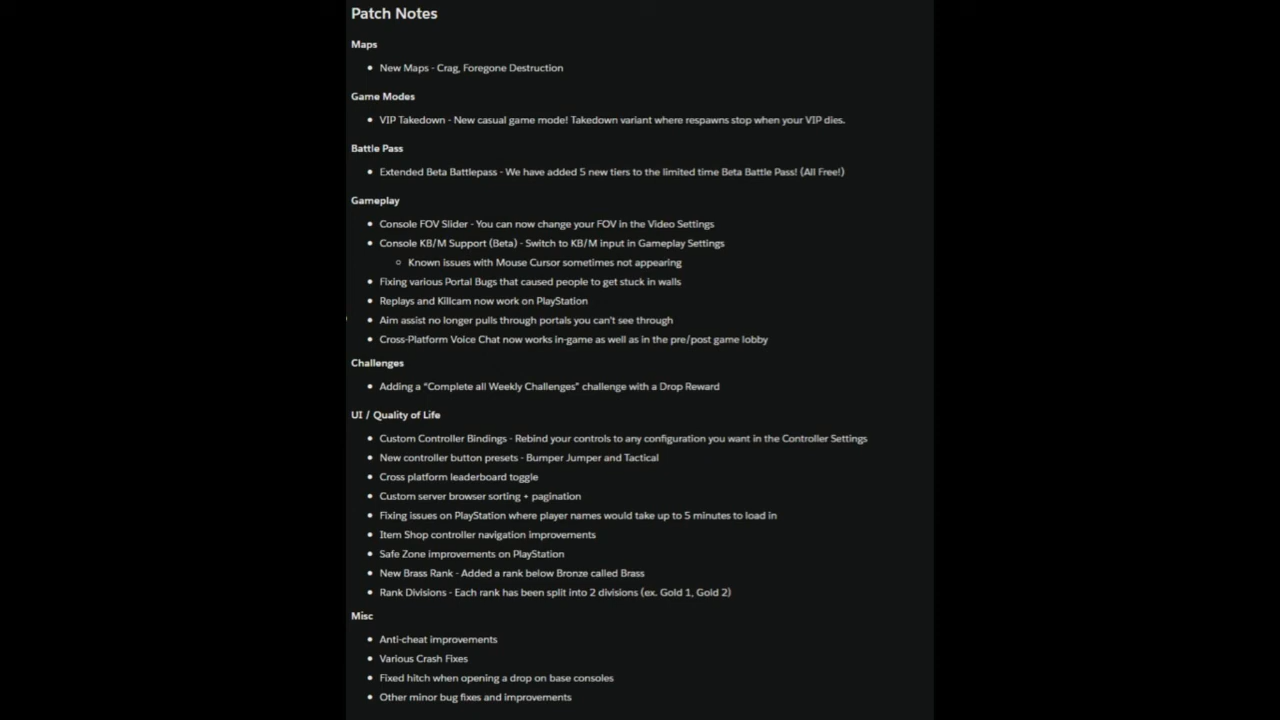 Patch Notes
Maps
New Maps - Crag, Foregone Destruction
Game Modes
VIP Takedown - New casual game mode! Takedown variant where respawns stop when your VIP dies.
Battle Pass
Extended Beta Battlepass - We have added 5 new tiers to the limited time Beta Battle Pass! (All Free!)
Gameplay
Console FOV Slider - You can now change your FOV in the Video Settings
Console KB/M Support (Beta) - Switch to KB/M input in Gameplay Settings
Known issues with Mouse Cursor sometimes not appearing
Fixing various Portal Bugs that caused people to get stuck in walls
Replays and Killcam now work on PlayStation
Aim assist no longer pulls through portals you can't see through
Cross-Platform Voice Chat now works in-game as well as in the pre/post game lobby
Challenges
Adding a “Complete all Weekly Challenges” challenge with a Drop Reward
UI / Quality of Life
Custom Controller Bindings - Rebind your controls to any configuration you want in the Controller Settings
New controller button presets - Bumper Jumper and Tactical
Cross platform leaderboard toggle
Custom server browser sorting + pagination
Fixing issues on PlayStation where player names would take up to 5 minutes to load in
Item Shop controller navigation improvements
Safe Zone improvements on PlayStation
New Brass Rank - Added a rank below Bronze called Brass
Rank Divisions - Each rank has been split into 2 divisions (ex. Gold 1, Gold 2)
Misc
Anti-cheat improvements
Various Crash Fixes
Fixed hitch when opening a drop on base consoles
Other minor bug fixes and improvements